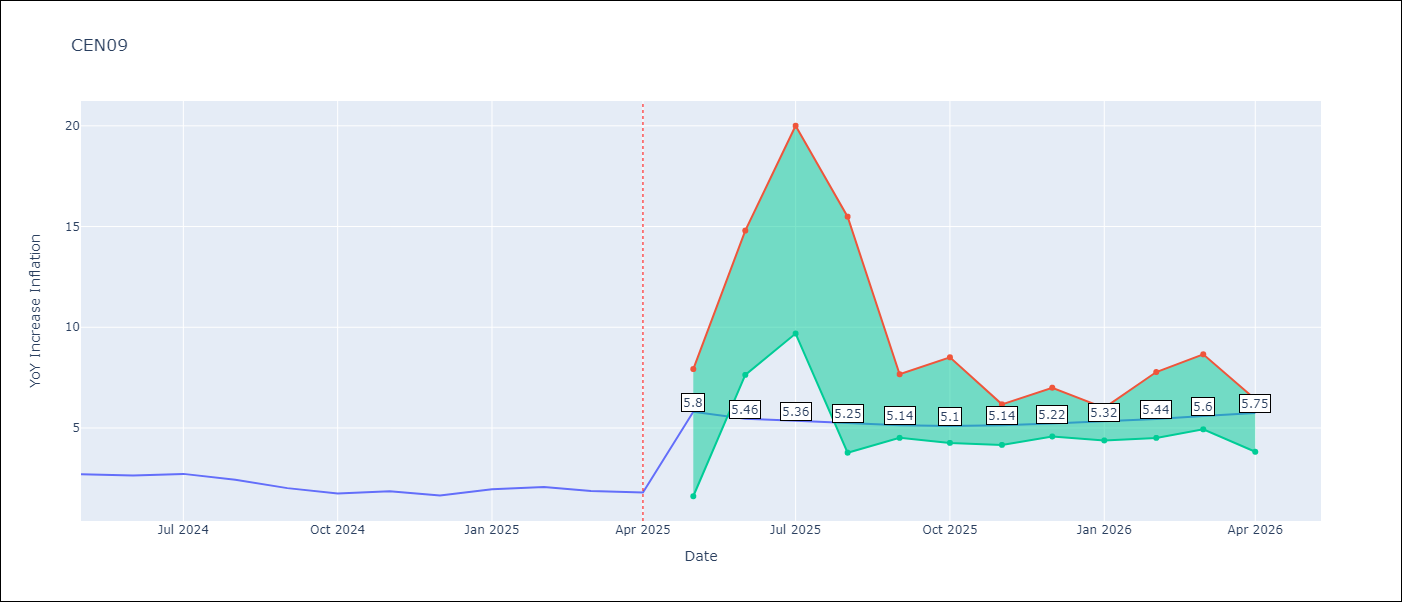 CEN09
YoY Increase Inflation
20
15
10
5
5.8
5.46
5.36
5.25
5.14
5.1
5.14
5.22
5.32
5.44
5.6
5.75
Jul 2024
Oct 2024
Jan 2025
Apr 2025
Jul 2025
Oct 2025
Jan 2026
Apr 2026
Date